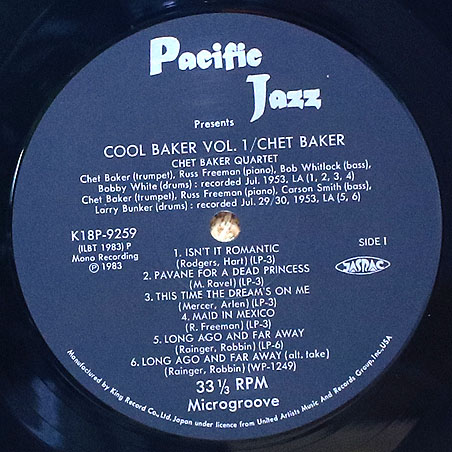 Pacific
Jazz
Presents
COOL BAKER VOL. 1/CHET BAKER
CHET BAKER QUARTET
Chet Baker (trumpet), Russ Freeman (piano), Bob Whitlock (bass),
Bobby White (drums) : recorded Jul. 1953, LA (1, 2, 3, 4)
Chet Baker (trumpet), Russ Freeman (piano), Carson Smith (bass),
Larry Bunker (drums) : recorded Jul. 29/30, 1953, LA (5, 6)
K18P-9259
(ILBT 1983) P
Mono Recording
Ⓟ 1983
SIDE I
JASRAC
1. ISN'T IT ROMANTIC
(Rodgers, Hart) (LP-3)
2. PAVANE FOR A DEAD PRINCESS
(M. Ravel) (LP-3)
3. THIS TIME THE DREAM'S ON ME
(Mercer, Arlen) (LP-3)
4. MAID IN MEXICO
(R. Freeman) (LP-3)
5. LONG AGO AND FAR AWAY
(Rainger, Robbin) (LP-6)
6. LONG AGO AND FAR AWAY (alt. take)
(Rainger, Robbin) (WP-1249)
33 1/3 RPM
Microgroove
Manufactured by King Record Co., Ltd. Japan under licence from United Artists Music And Records Group, Inc., USA